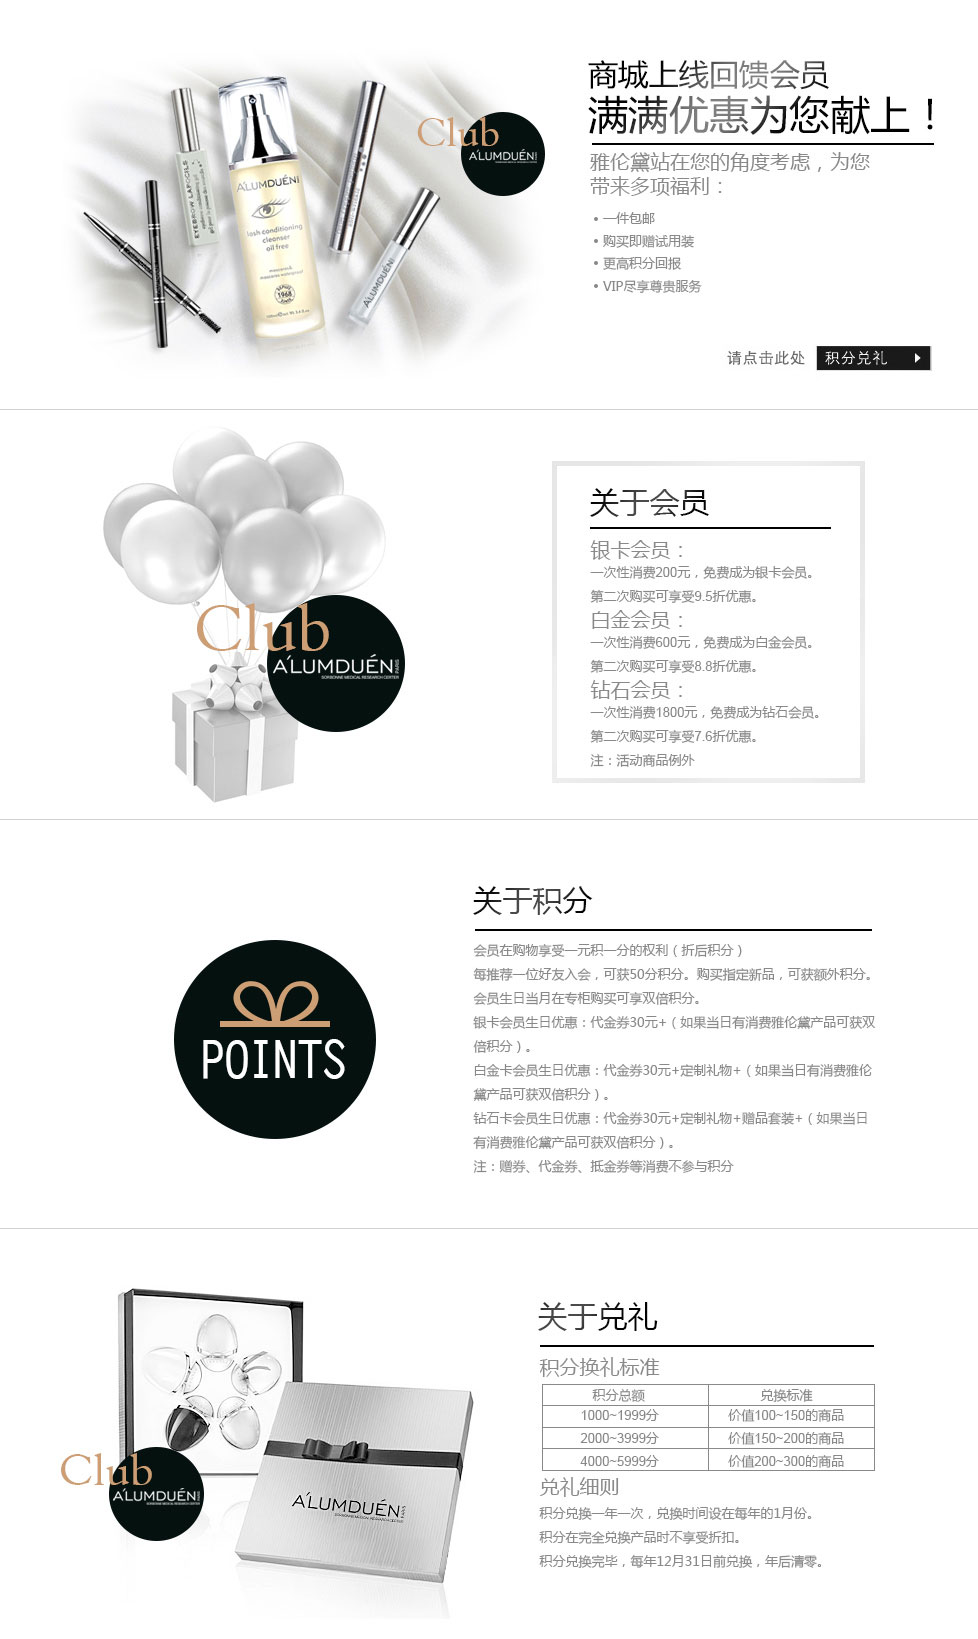 商城上线回馈会员
满满优惠为您献上！
雅伦黛站在您的角度考虑，为您
带来多项福利：
• 一件包邮
• 购买即赠试用装
• 更高积分回报
• VIP尽享尊贵服务
请点击此处 积分兑礼
Club
A'LUMDUÉN
EYEBROW LAPOCILS
A'LUMDUÉN
lash conditioning
cleanser
oil free
DEPUIS
1968
A'LUMDUÉN
关于会员
银卡会员：
一次性消费200元，免费成为银卡会员。
第二次购买可享受9.5折优惠。
白金会员：
一次性消费600元，免费成为白金会员。
第二次购买可享受8.8折优惠。
钻石会员：
一次性消费1800元，免费成为钻石会员。
第二次购买可享受7.6折优惠。
注：活动商品例外
Club
A'LUMDUÉN PARIS
SORBONNE MEDICAL RESEARCH CENTER
关于积分
会员在购物享受一元积一分的权利（折后积分）
每推荐一位好友入会，可获50分积分。购买指定新品，可获额外积分。
会员生日当月在专柜购买可享双倍积分。
银卡会员生日优惠：代金券30元+（如果当日有消费雅伦黛产品可获双
倍积分）。
白金卡会员生日优惠：代金券30元+定制礼物+（如果当日有消费雅伦
黛产品可获双倍积分）。
钻石卡会员生日优惠：代金券30元+定制礼物+赠品套装+（如果当日
有消费雅伦黛产品可获双倍积分）。
注：赠券、代金券、抵金券等消费不参与积分
POINTS
关于兑礼
积分换礼标准
积分总额 兑换标准
1000~1999分 价值100~150的商品
2000~3999分 价值150~200的商品
4000~5999分 价值200~300的商品
兑礼细则
积分兑换一年一次，兑换时间设在每年的1月份。
积分在完全兑换产品时不享受折扣。
积分兑换完毕，每年12月31日前兑换，年后清零。
Club
A'LUMDUÉN
SORBONNE MEDICAL RESEARCH CENTER
A'LUMDUÉN PARIS
SORBONNE MEDICAL RESEARCH CENTER